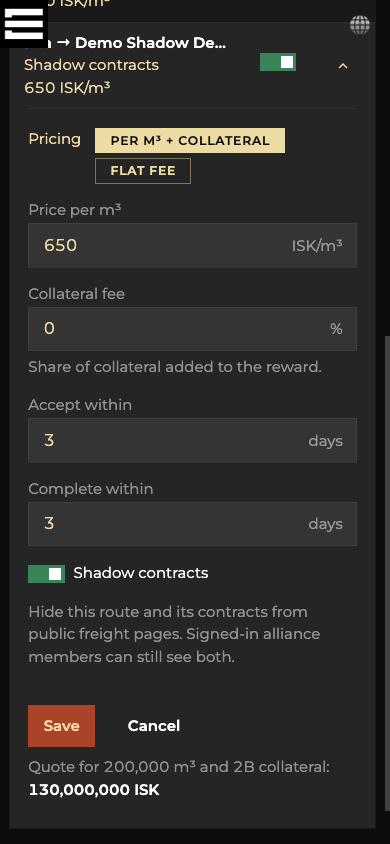 ISK/m³
→ Demo Shadow De...
Shadow contracts
650 ISK/m³
Pricing
PER M³ + COLLATERAL
FLAT FEE
Price per m³
650 ISK/m³
Collateral fee
0 %
Share of collateral added to the reward.
Accept within
3 days
Complete within
3 days
Shadow contracts
Hide this route and its contracts from
public freight pages. Signed-in alliance
members can still see both.
Save Cancel
Quote for 200,000 m³ and 2B collateral:
130,000,000 ISK